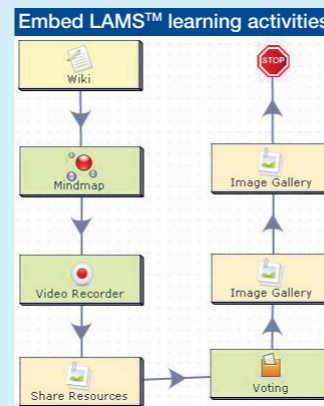 Embed LAMS™ learning activities
Wiki
STOP
Mindmap
Image Gallery
Video Recorder
Image Gallery
Share Resources
Voting